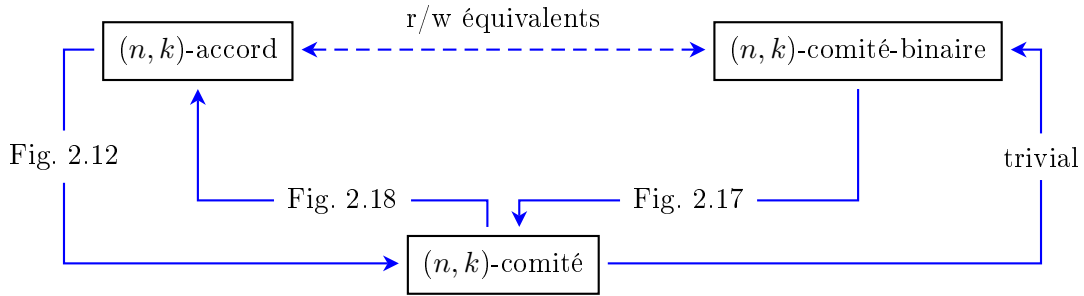 r/w équivalents
(n, k)-accord
(n, k)-comité-binaire
Fig. 2.12
trivial
Fig. 2.18
Fig. 2.17
(n, k)-comité